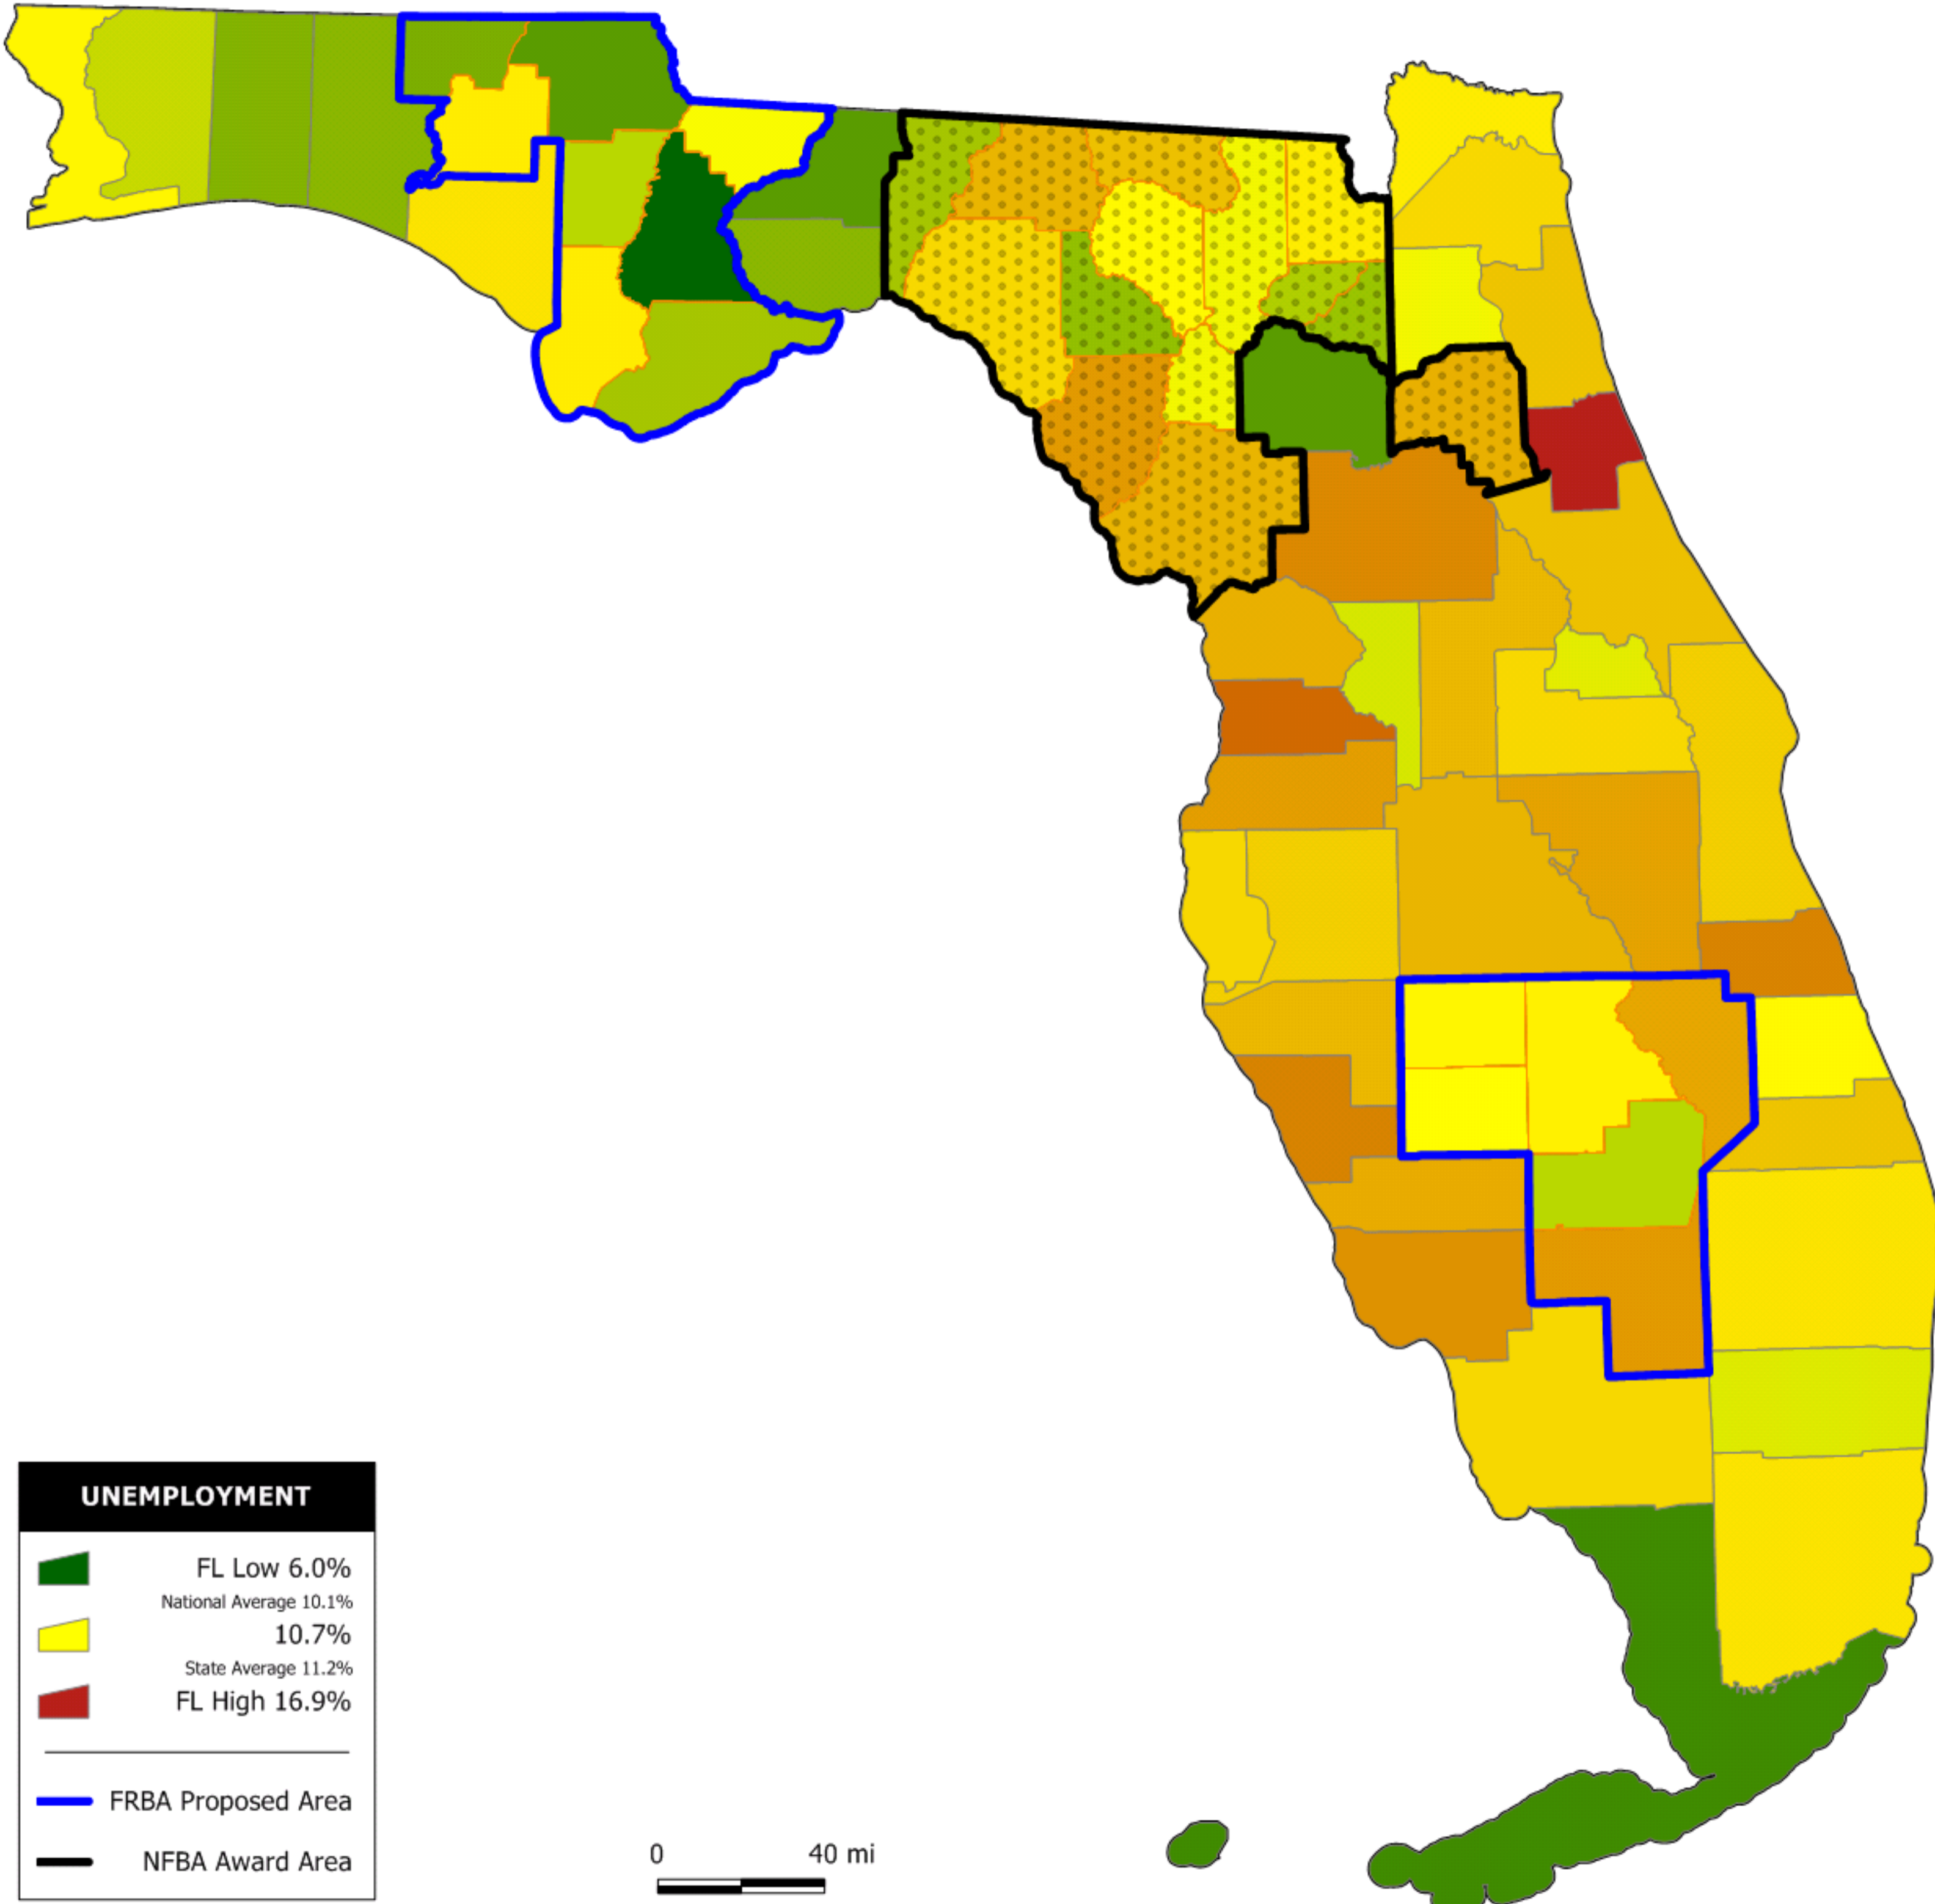 UNEMPLOYMENT
FL Low 6.0%
National Average 10.1%
10.7%
State Average 11.2%
FL High 16.9%
FRBA Proposed Area
NFBA Award Area
0 40 mi